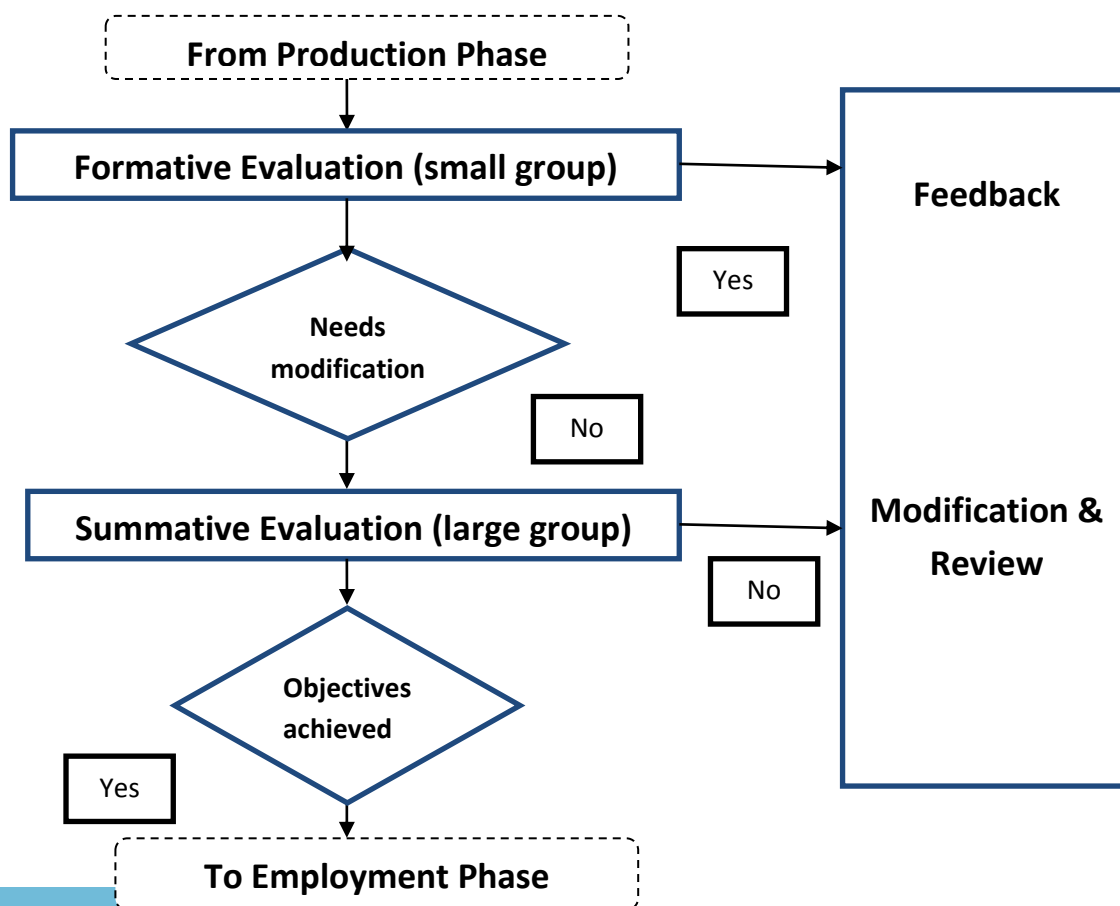 From Production Phase
Formative Evaluation (small group)
Feedback
Yes
Needs
modification
No
Summative Evaluation (large group)
Modification &
Review
No
Objectives
achieved
Yes
To Employment Phase